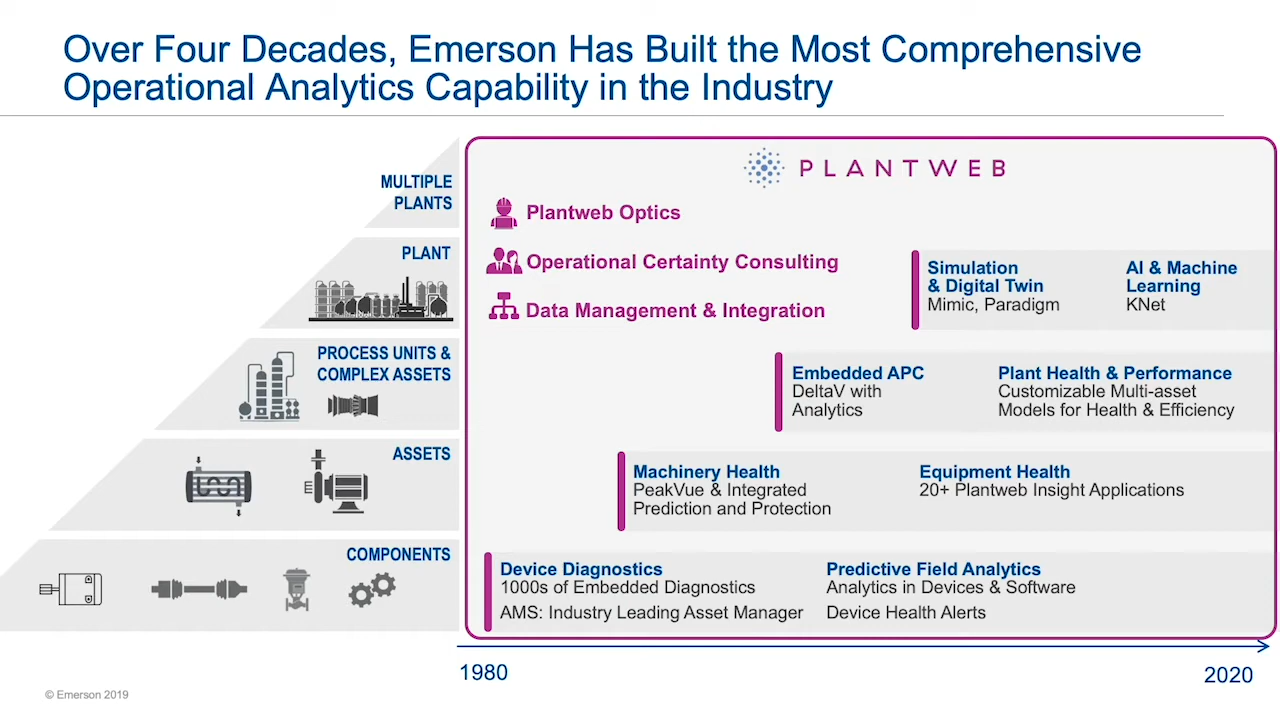 Over Four Decades, Emerson Has Built the Most Comprehensive
Operational Analytics Capability in the Industry
MULTIPLE
PLANTS
PLANT
PROCESS UNITS &
COMPLEX ASSETS
ASSETS
COMPONENTS
PLANTWEB
Plantweb Optics
Operational Certainty Consulting
Data Management & Integration
Simulation
& Digital Twin
Mimic, Paradigm
AI & Machine
Learning
KNet
Embedded APC
DeltaV with
Analytics
Plant Health & Performance
Customizable Multi-asset
Models for Health & Efficiency
Machinery Health
PeakVue & Integrated
Prediction and Protection
Equipment Health
20+ Plantweb Insight Applications
Device Diagnostics
1000s of Embedded Diagnostics
AMS: Industry Leading Asset Manager
Predictive Field Analytics
Analytics in Devices & Software
Device Health Alerts
1980
2020
© Emerson 2019